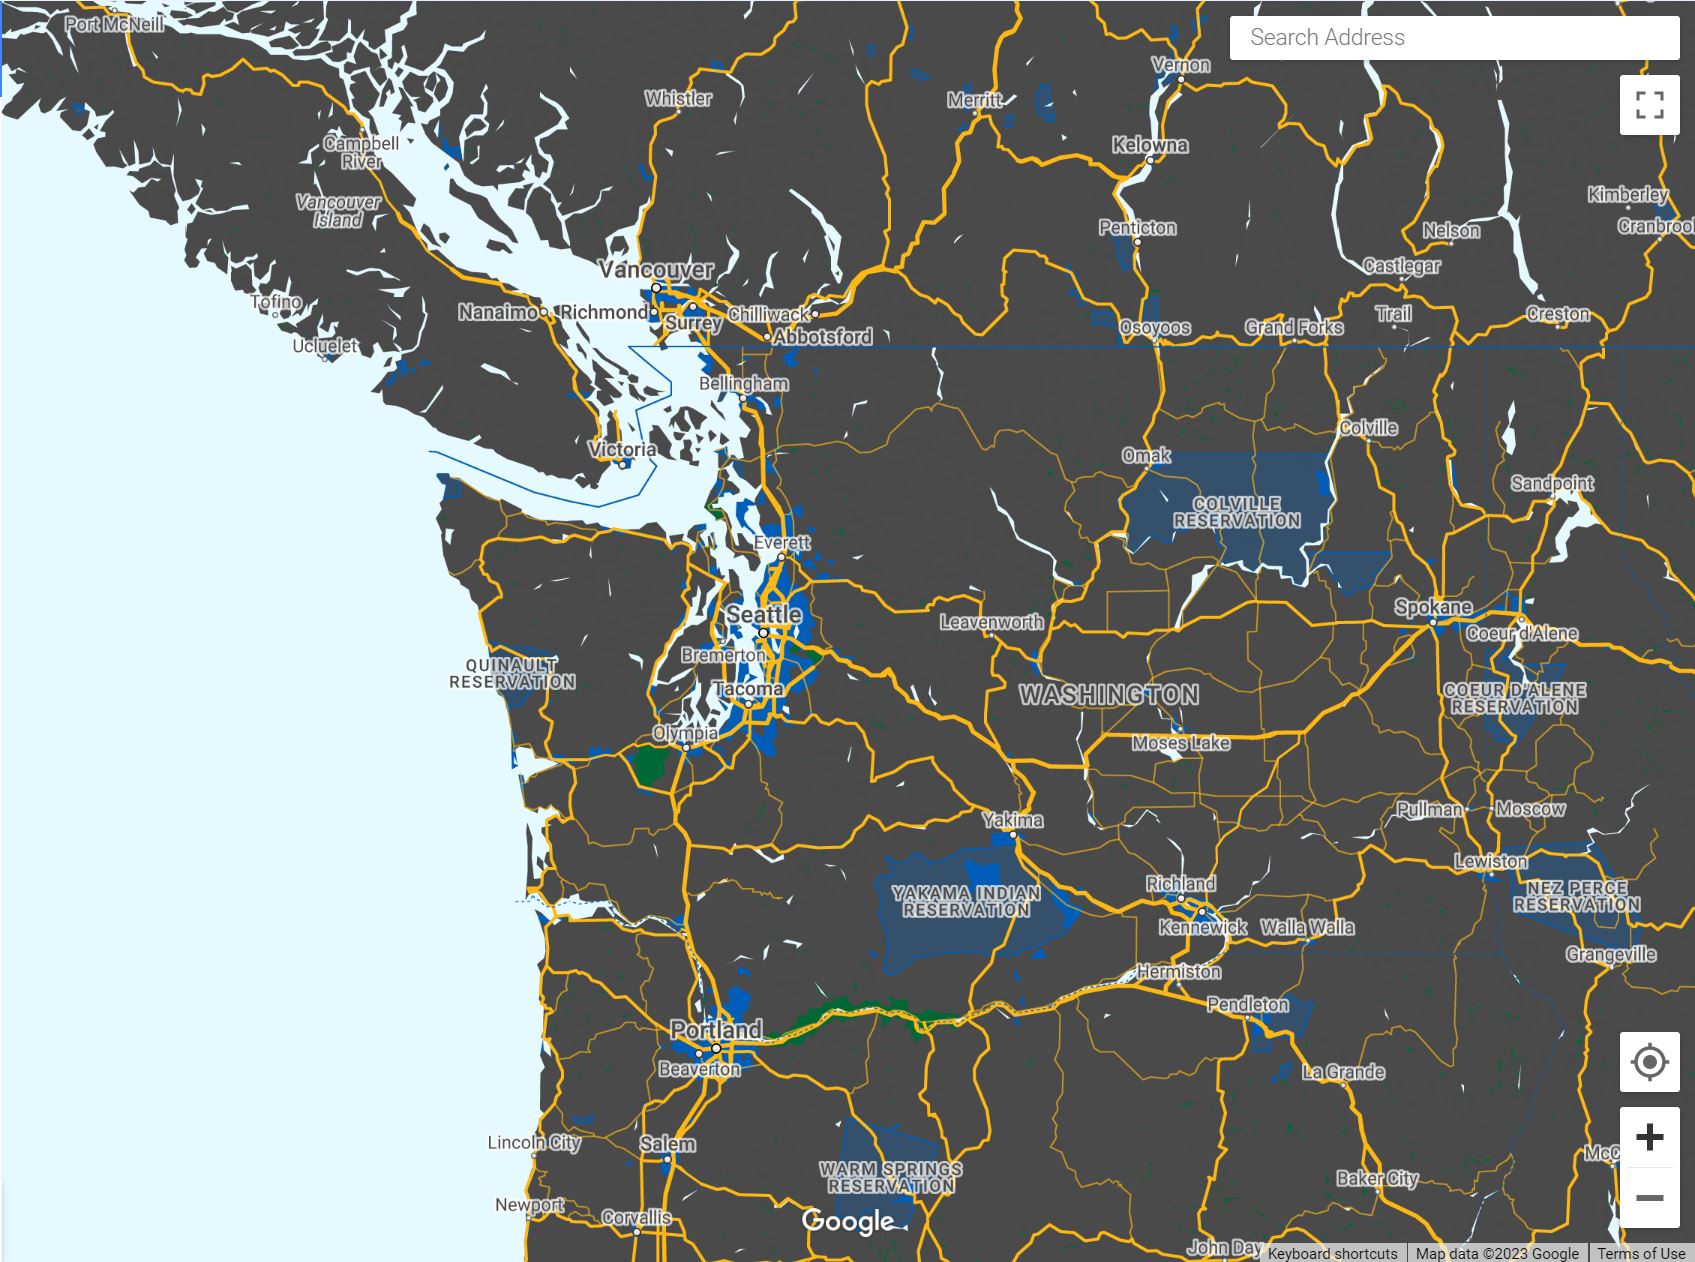 Port McNeill
Search Address
Vernon
Whistler
Merritt
Campbell
River
Kelowna
Vancouver
Island
Kimberley
Penticton
Nelson
Cranbrook
Vancouver
Castlegar
Tofino
Nanaimo
Richmond
Surrey
Chilliwack
Abbotsford
Osoyoos
Grand Forks
Trail
Creston
Ucluelet
Bellingham
Victoria
Colville
Omak
Sandpoint
COLVILLE
RESERVATION
Everett
Seattle
Leavenworth
Spokane
Coeur d'Alene
Bremerton
QUINAULT
RESERVATION
Tacoma
WASHINGTON
COEUR D'ALENE
RESERVATION
Olympia
Moses Lake
Yakima
Pullman
Moscow
Lewiston
Richland
YAKAMA INDIAN
RESERVATION
NEZ PERCE
RESERVATION
Kennewick
Walla Walla
Grangeville
Hermiston
Pendleton
Portland
Beaverton
La Grande
Lincoln City
Salem
McC
WARM SPRINGS
RESERVATION
Baker City
Newport
Corvallis
Google
John Day
Keyboard shortcuts
Map data ©2023 Google
Terms of Use